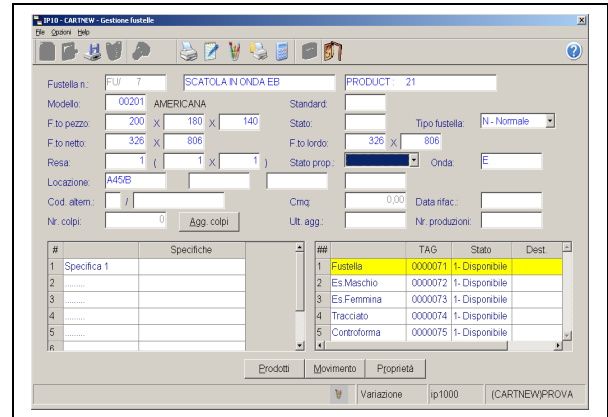 IP10 - CARTNEW - Gestione fustelle
File Opzioni Help
Fustella n.: FU/ 7 SCATOLA IN ONDA EB PRODUCT : 21
Modello: 00201 AMERICANA Standard:
F.to pezzo: 200 X 180 X 140 Stato: Tipo fustella: N - Normale
F.to netto: 326 X 806 F.to lordo: 326 X 806
Resa: 1 ( 1 X 1 ) Stato prop.: Onda: E
Locazione: A45/B
Cod. altern.: / Cmq: 0,00 Data rifac.:
Nr. colpi: 0 Agg. colpi Ult. agg.: Nr. produzioni:
# Specifiche
1 Specifica 1
2 .........
3 .........
4 .........
5 .........
6
## TAG Stato Dest.
1 Fustella 0000071 1- Disponibile
2 Es.Maschio 0000072 1- Disponibile
3 Es.Femmina 0000073 1- Disponibile
4 Tracciato 0000074 1- Disponibile
5 Controforma 0000075 1- Disponibile
Prodotti Movimento Proprietá
Variazione ip1000 (CARTNEW)PROVA